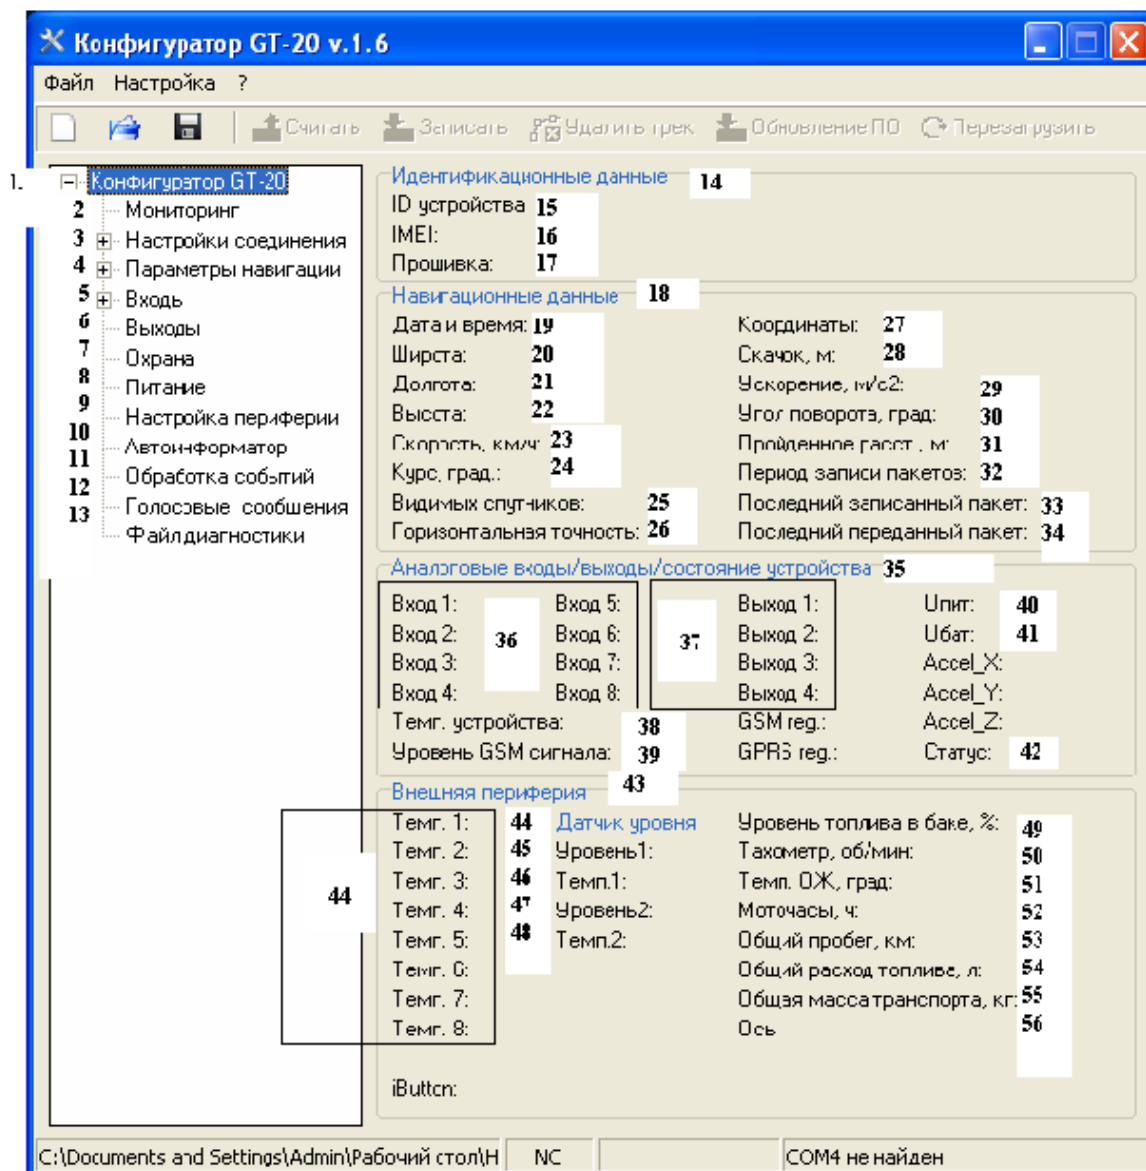 Конфигуратор GT-20 v.1.6
Файл Настройка ?
Считать Записать Удалить трек Обновление ПО Перезагрузить
1. Конфигуратор GT-20
2 Мониторинг
3 Настройки соединения
4 Параметры навигации
5 Входы
6 Выходы
7 Охрана
8 Питание
9 Настройка периферии
10 Автоинформатор
11 Обработка событий
12 Голосовые сообщения
13 Файл диагностики
Идентификационные данные 14
ID устройства 15
IMEI: 16
Прошивка: 17
Навигационные данные 18
Дата и время: 19 Координаты: 27
Широта: 20 Скачок, м: 28
Долгота: 21 Ускорение, м/с2: 29
Высота: 22 Угол поворота, град: 30
Скорость, км/ч: 23 Пройденное расст., м: 31
Курс, град.: 24 Период записи пакетов: 32
Видимых спутников: 25 Последний записанный пакет: 33
Горизонтальная точность: 26 Последний переданный пакет: 34
Аналоговые входы/выходы/состояние устройства 35
Вход 1: Вход 5: Выход 1: Uпит: 40
Вход 2: 36 Вход 6: 37 Выход 2: Uбат: 41
Вход 3: Вход 7: Выход 3: Accel_X:
Вход 4: Вход 8: Выход 4: Accel_Y:
Темп. устройства: 38 GSM reg.: Accel_Z:
Уровень GSM сигнала: 39 GPRS reg.: Статус: 42
Внешняя периферия 43
Темп. 1: 44 Датчик уровня Уровень топлива в баке, %: 49
Темп. 2: 45 Уровень1: Тахометр, об/мин: 50
44 Темп. 3: 46 Темп.1: Темп. ОЖ, град: 51
Темп. 4: 47 Уровень2: Моточасы, ч: 52
Темп. 5: 48 Темп.2: Общий пробег, км: 53
Темп. 6: Общий расход топлива, л: 54
Темп. 7: Общая масса транспорта, кг: 55
Темп. 8: Ось 56
iButton:
C:\Documents and Settings\Admin\Рабочий стол\Н NC COM4 не найден